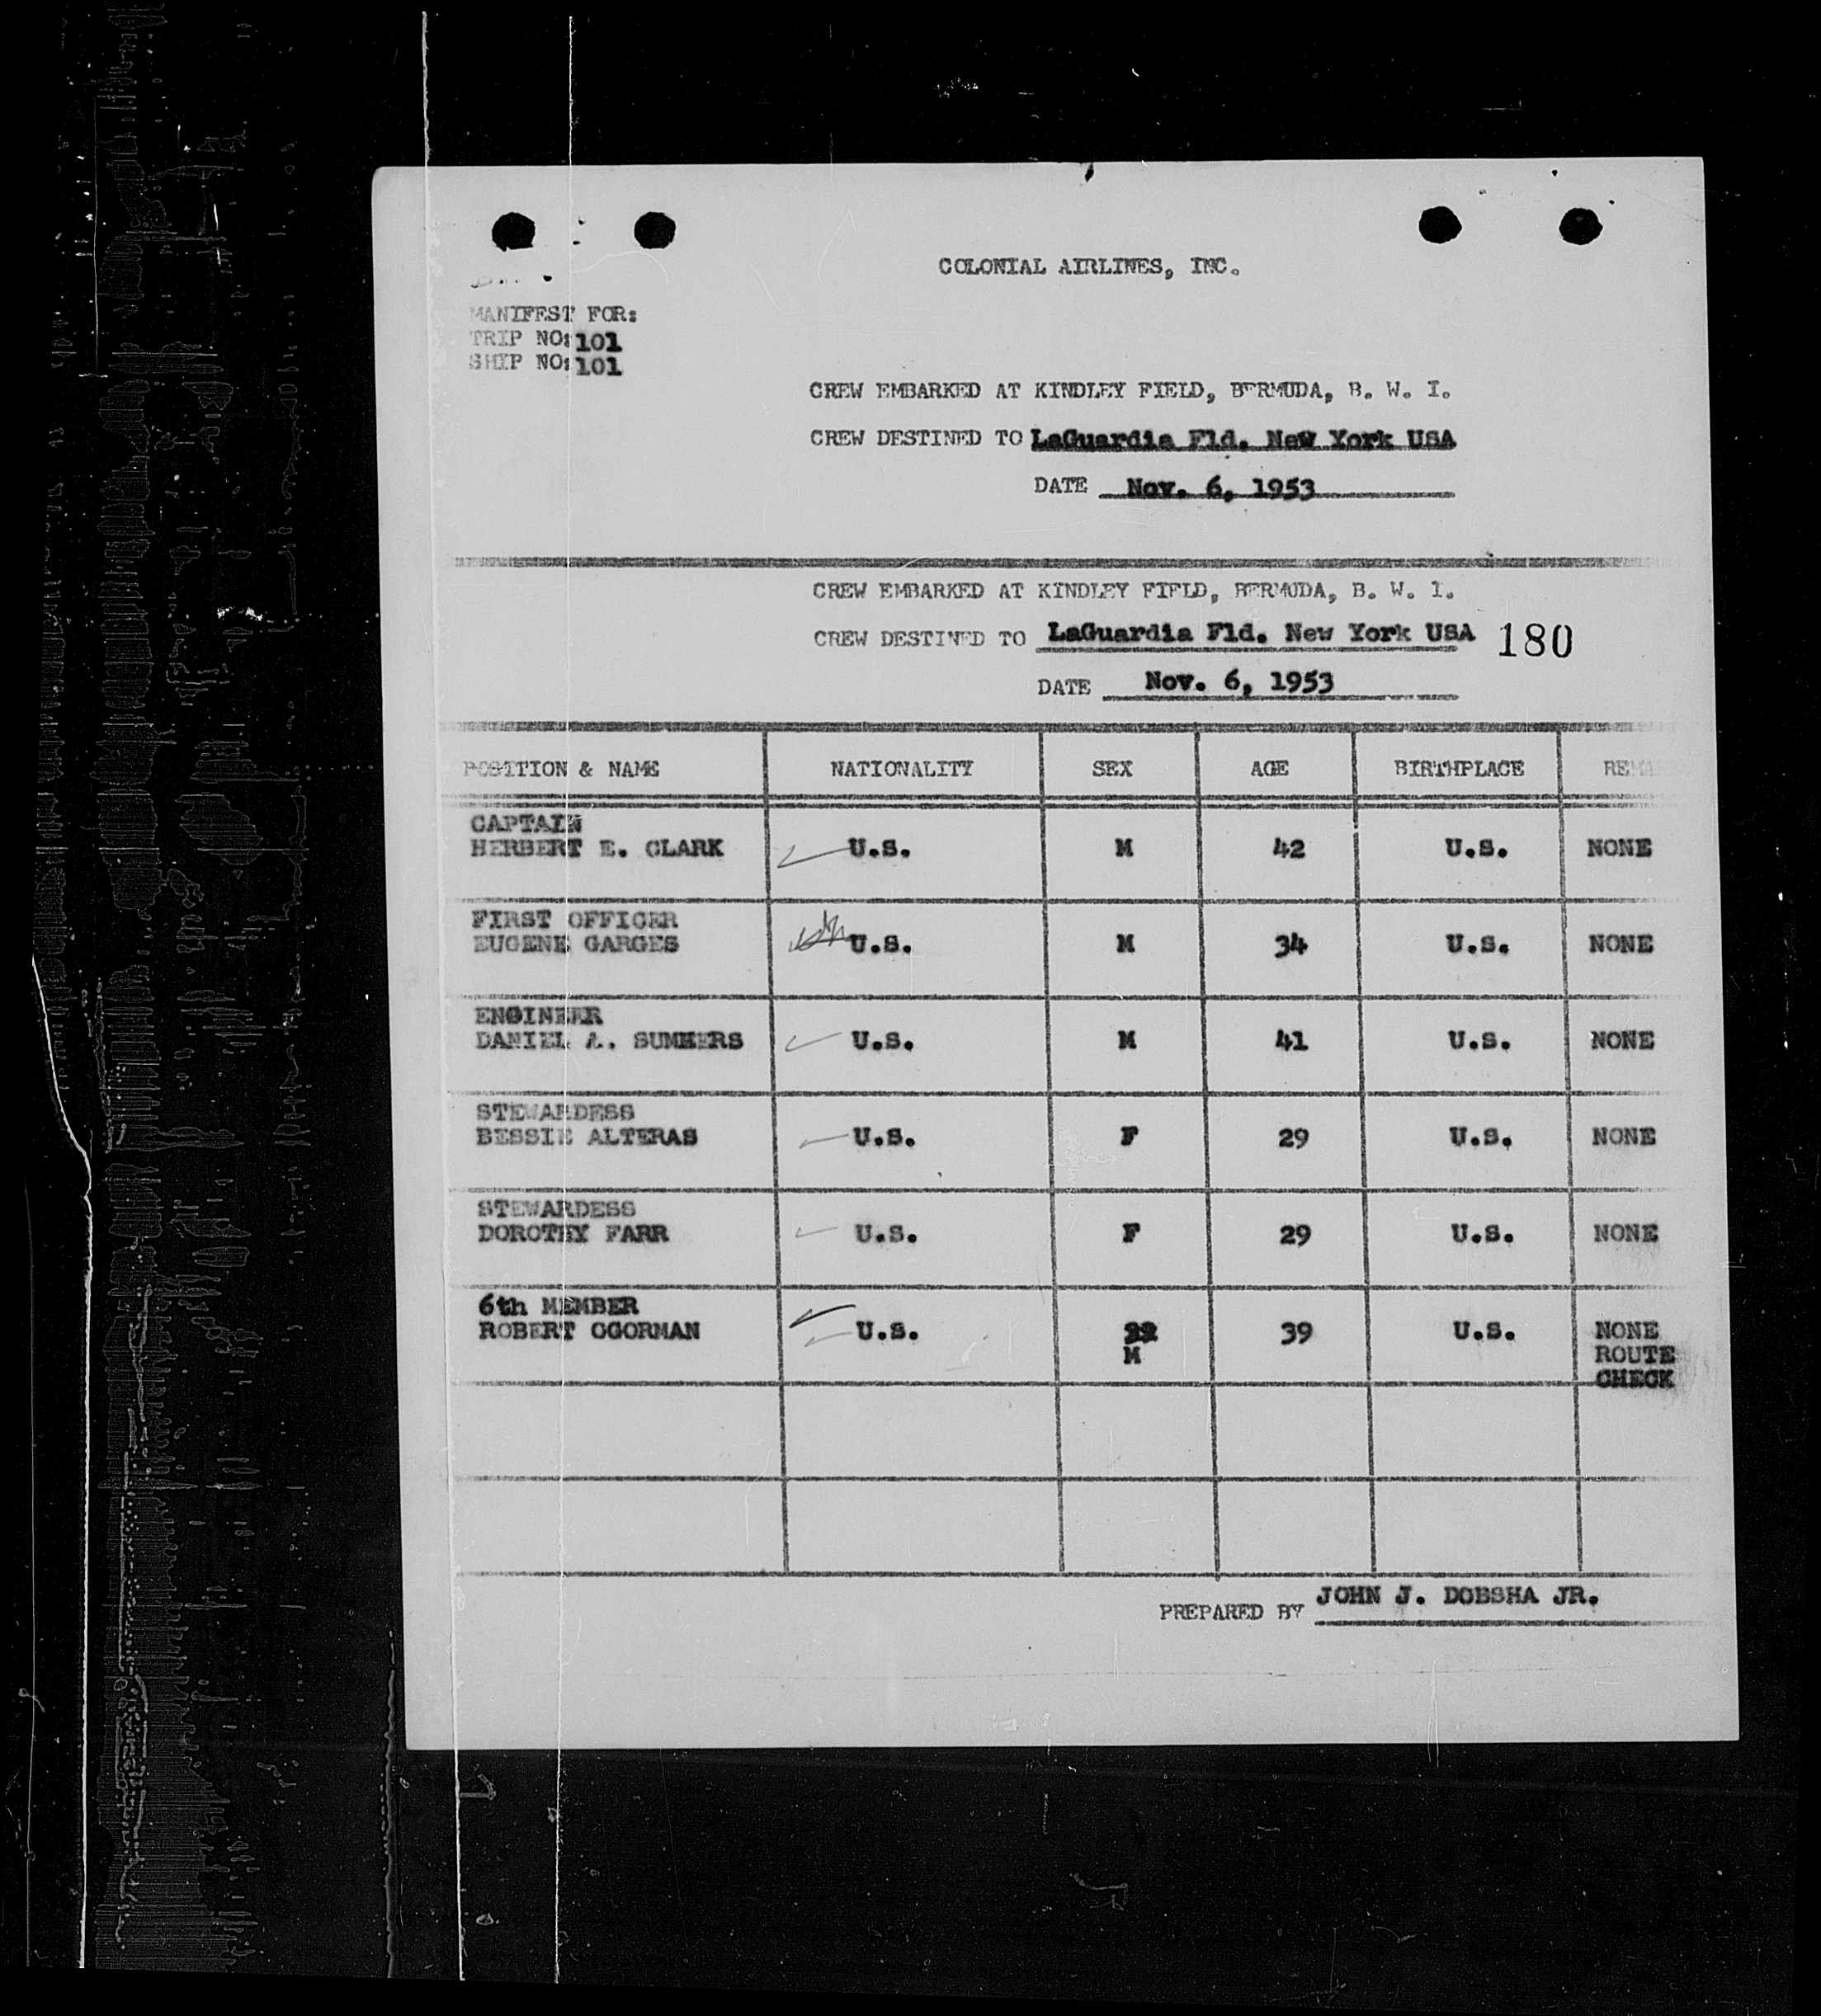 COLONIAL AIRLINES, INC.
MANIFEST FOR:
TRIP NO: 101
SHIP NO: 101
CREW EMBARKED AT KINDLEY FIELD, BERMUDA, B. W. I.
CREW DESTINED TO LaGuardia Fld. New York USA
DATE Nov. 6, 1953
CREW EMBARKED AT KINDLEY FIELD, BERMUDA, B. W. I.
CREW DESTINED TO LaGuardia Fld. New York USA 180
DATE Nov. 6, 1953
POSITION & NAME NATIONALITY SEX AGE BIRTHPLACE
CAPTAIN
HERBERT E. CLARK U.S. M 42 U.S. NONE
FIRST OFFICER
EUGENE GARGES U.S. M 34 U.S. NONE
ENGINEER
DANIEL A. SUMMERS U.S. M 41 U.S. NONE
STEWARDESS
BESSIE ALTERAS U.S. F 29 U.S. NONE
STEWARDESS
DOROTHY FARR U.S. F 29 U.S. NONE
6th MEMBER
ROBERT OGORMAN U.S. 39 U.S. NONE
M ROUTE
CHECK
PREPARED BY JOHN J. DOBSHA JR.